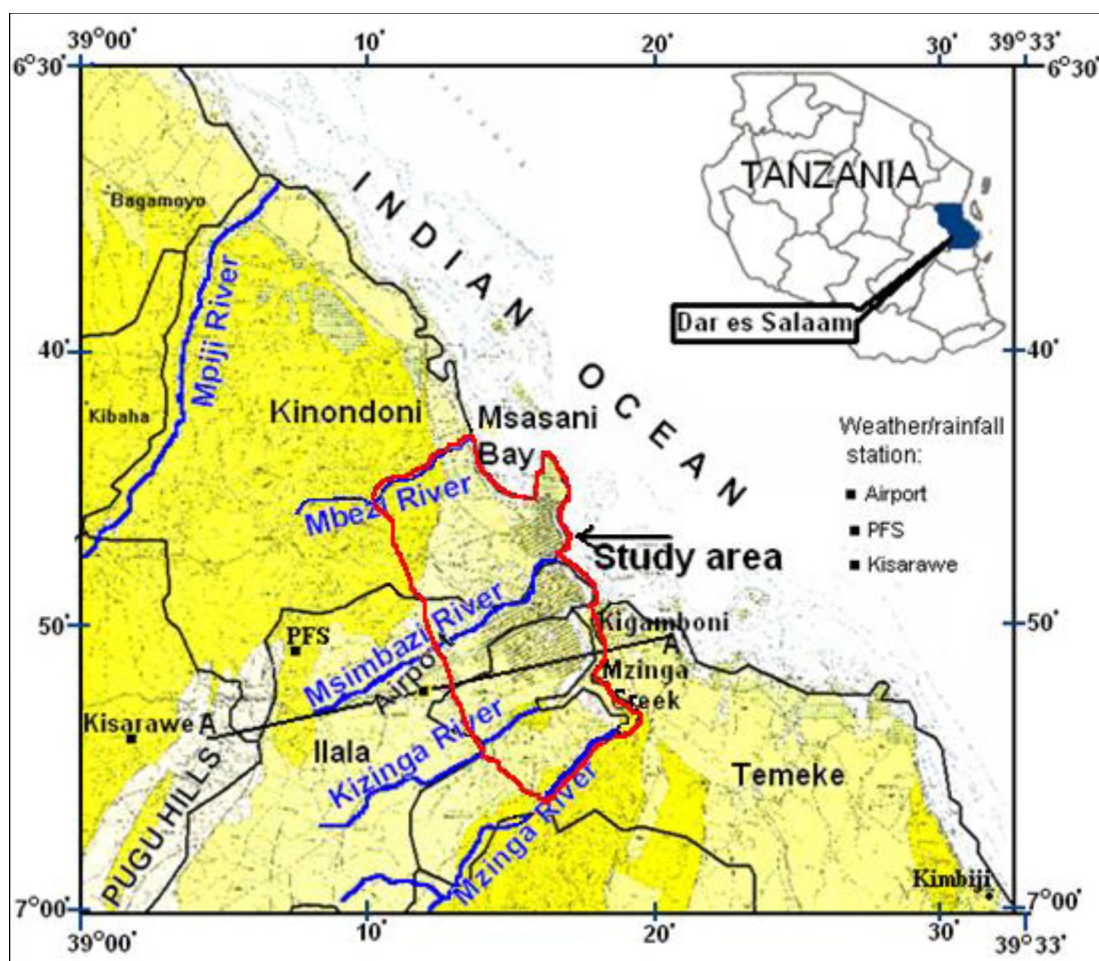 39°00'
10'
20'
30'
39°33'
6°30'
6°30'
TANZANIA
Bagamoyo
INDIAN OCEAN
Mpiji River
Dar es Salaam
40'
40'
Kibaha
Kinondoni
Msasani
Bay
Weather/rainfall
station:
Airport
PFS
Kisarawe
Mbezi River
Study area
50'
50'
PFS
Msimbazi River
Kigamboni
A
Airport
Mzinga
Creek
Kisarawe
A
Ilala
Kizinga River
Temeke
PUGU HILLS
Mzinga River
Kimbiji
7°00'
7°00'
39°00'
10'
20'
30'
39°33'